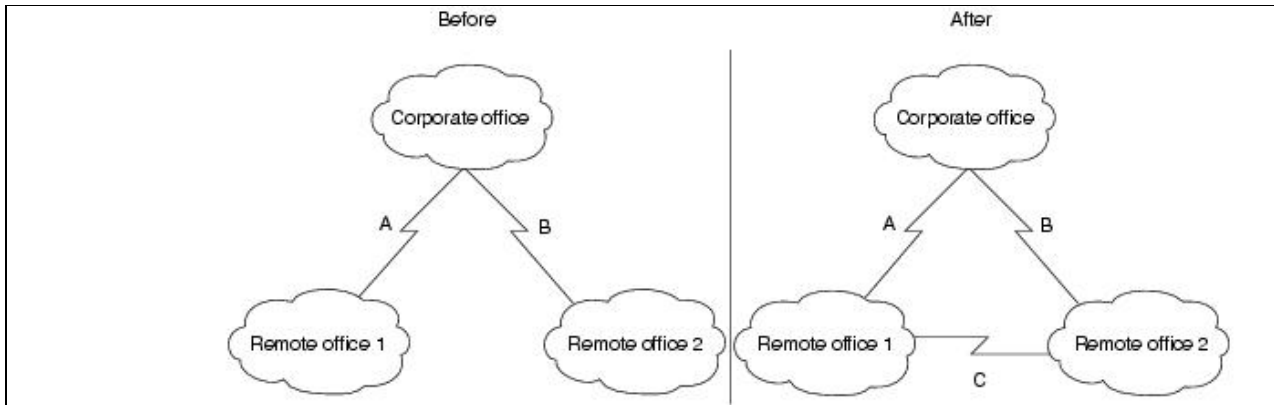 Before
Corporate office
A
B
Remote office 1
Remote office 2
After
Corporate office
A
B
Remote office 1
Remote office 2
C